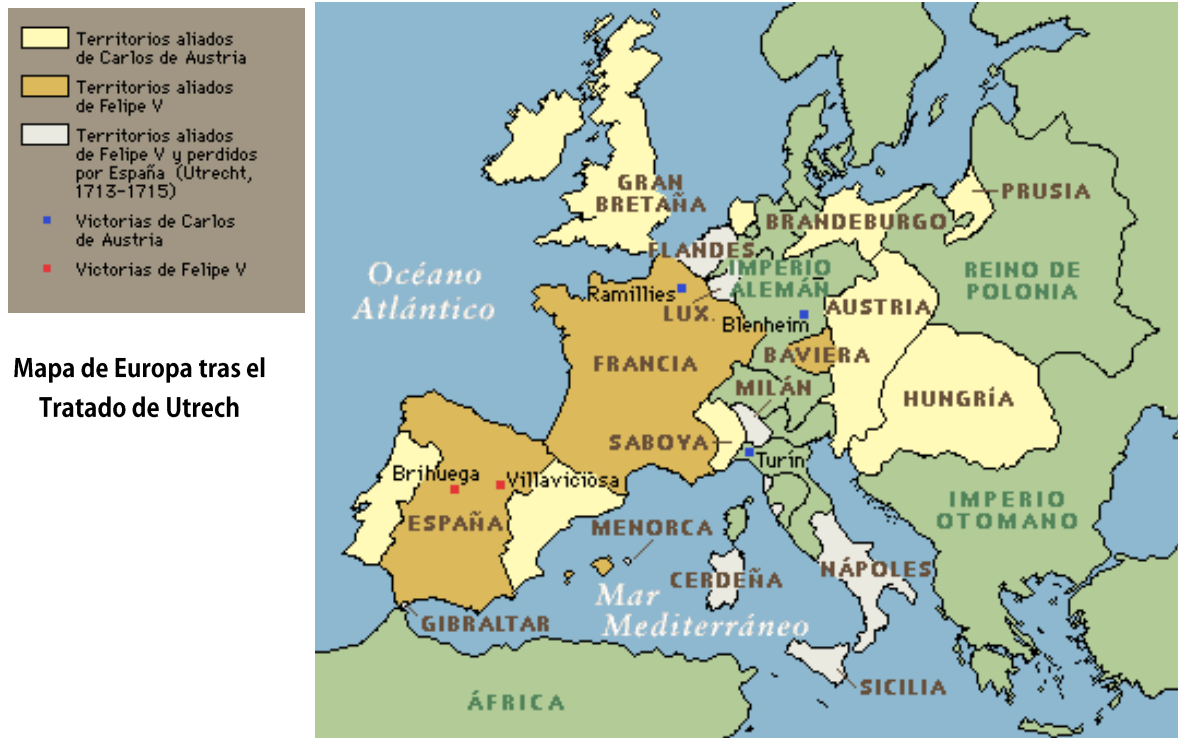 Territorios aliados
de Carlos de Austria
Territorios aliados
de Felipe V
Territorios aliados
de Felipe V y perdidos
por España (Utrecht,
1713-1715)
Victorias de Carlos
de Austria
Victorias de Felipe V
Mapa de Europa tras el
Tratado de Utrech
GRAN
BRETAÑA
PRUSIA
BRANDEBURGO
FLANDES
IMPERIO
ALEMÁN
REINO DE
POLONIA
Océano
Atlántico
Ramillies
LUX.
AUSTRIA
Blenheim
BAVIERA
FRANCIA
MILÁN
HUNGRÍA
SABOYA
Turín
Brihuega
Villaviciosa
ESPAÑA
MENORCA
IMPERIO
OTOMANO
CERDEÑA
NÁPOLES
Mar
Mediterráneo
GIBRALTAR
SICILIA
ÁFRICA